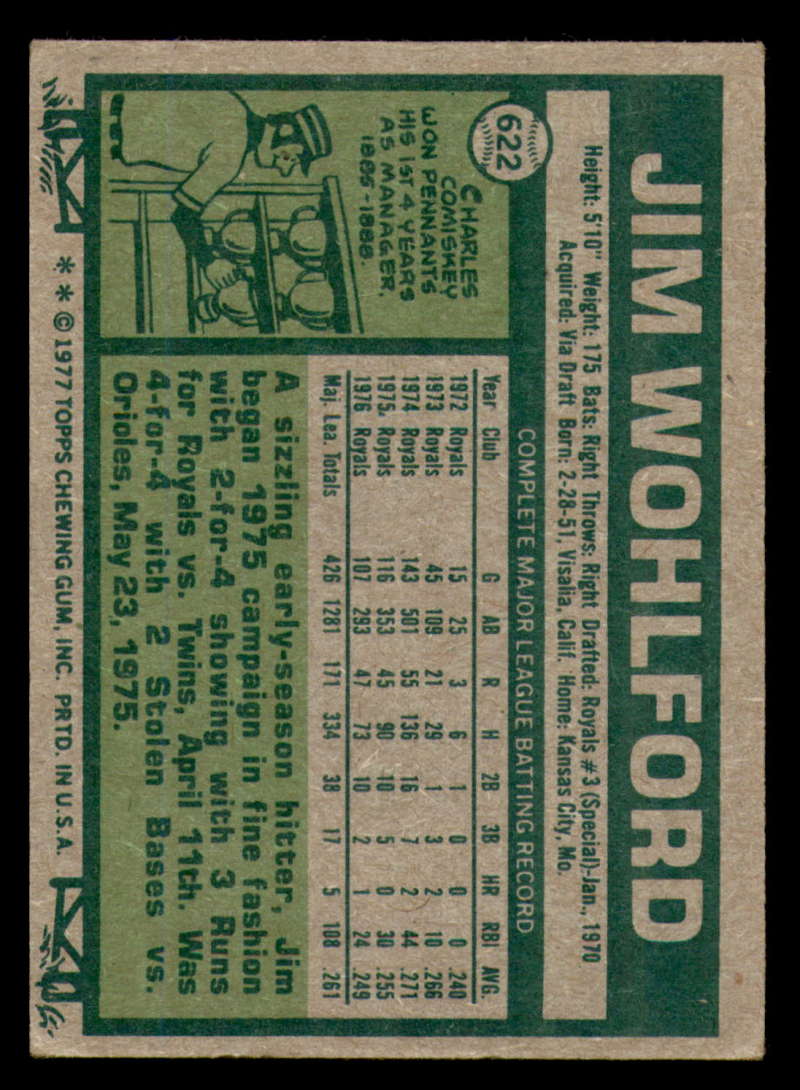 JIM WOHLFORD
622
Height: 5'10" Weight: 175 Bats: Right Throws: Right Drafted: Royals #3 (Special)-Jan., 1970
Acquired: Via Draft Born: 2-28-51, Visalia, Calif. Home: Kansas City, Mo.
COMPLETE MAJOR LEAGUE BATTING RECORD
Year Club G AB R H 2B 3B HR RBI AVG.
1972 Royals 15 25 3 6 1 0 0 0 .240
1973 Royals 45 109 21 29 1 3 2 10 .266
1974 Royals 143 501 55 136 16 7 2 44 .271
1975 Royals 116 353 45 90 10 5 0 30 .255
1976 Royals 107 293 47 73 10 2 1 24 .249
Maj. Lea. Totals 426 1281 171 334 38 17 5 108 .261
CHARLES
COMISKEY
WON PENNANTS
HIS 1ST 4 YEARS
AS MANAGER,
1885-1888.
A sizzling early-season hitter, Jim
began 1975 campaign in fine fashion
with 2-for-4 showing with 3 Runs
for Royals vs. Twins, April 11th. Was
4-for-4 with 2 Stolen Bases vs.
Orioles, May 23, 1975.
* * © 1977 TOPPS CHEWING GUM, INC. PRTD. IN U.S.A.